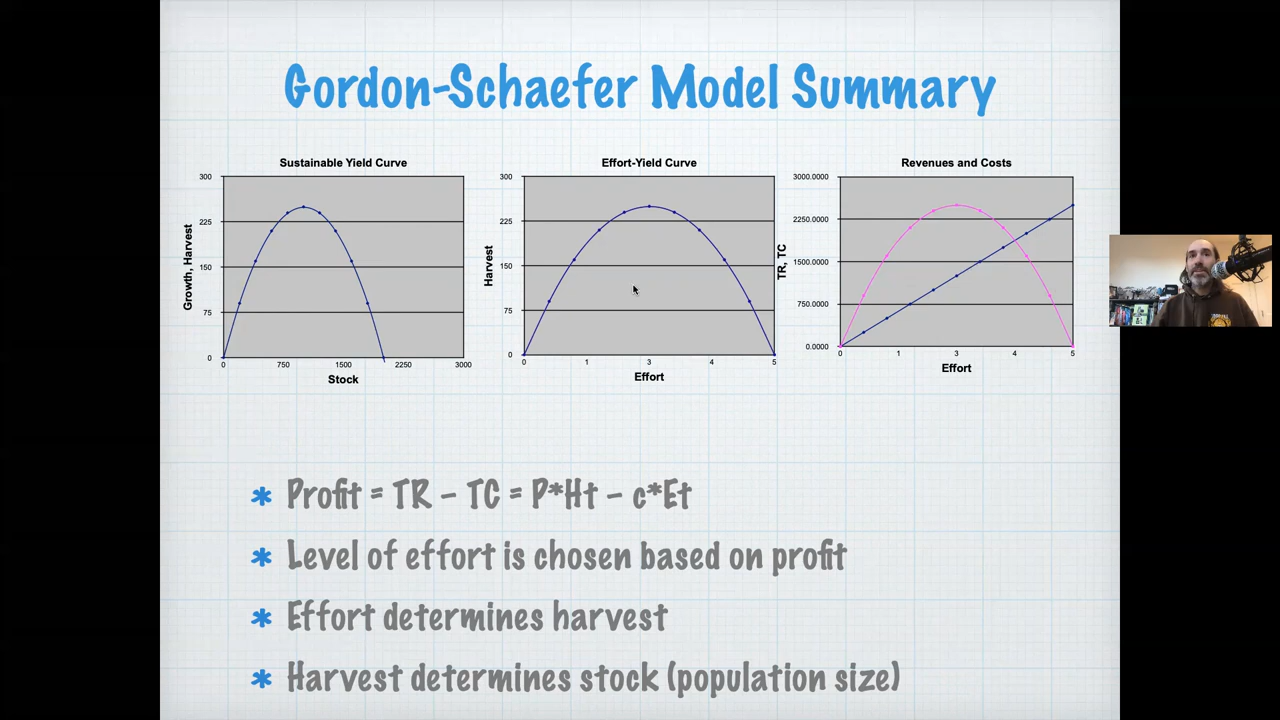 Gordon-Schaefer Model Summary
Sustainable Yield Curve
300
225
150
75
0
Growth, Harvest
0 750 1500 2250 3000
Stock
Effort-Yield Curve
300
225
150
75
0
Harvest
0 1 3 4 5
Effort
Revenues and Costs
3000.0000
2250.0000
1500.0000
750.0000
0.0000
TR, TC
0 1 3 4 5
Effort
* Profit = TR – TC = P*Ht – c*Et
* Level of effort is chosen based on profit
* Effort determines harvest
* Harvest determines stock (population size)